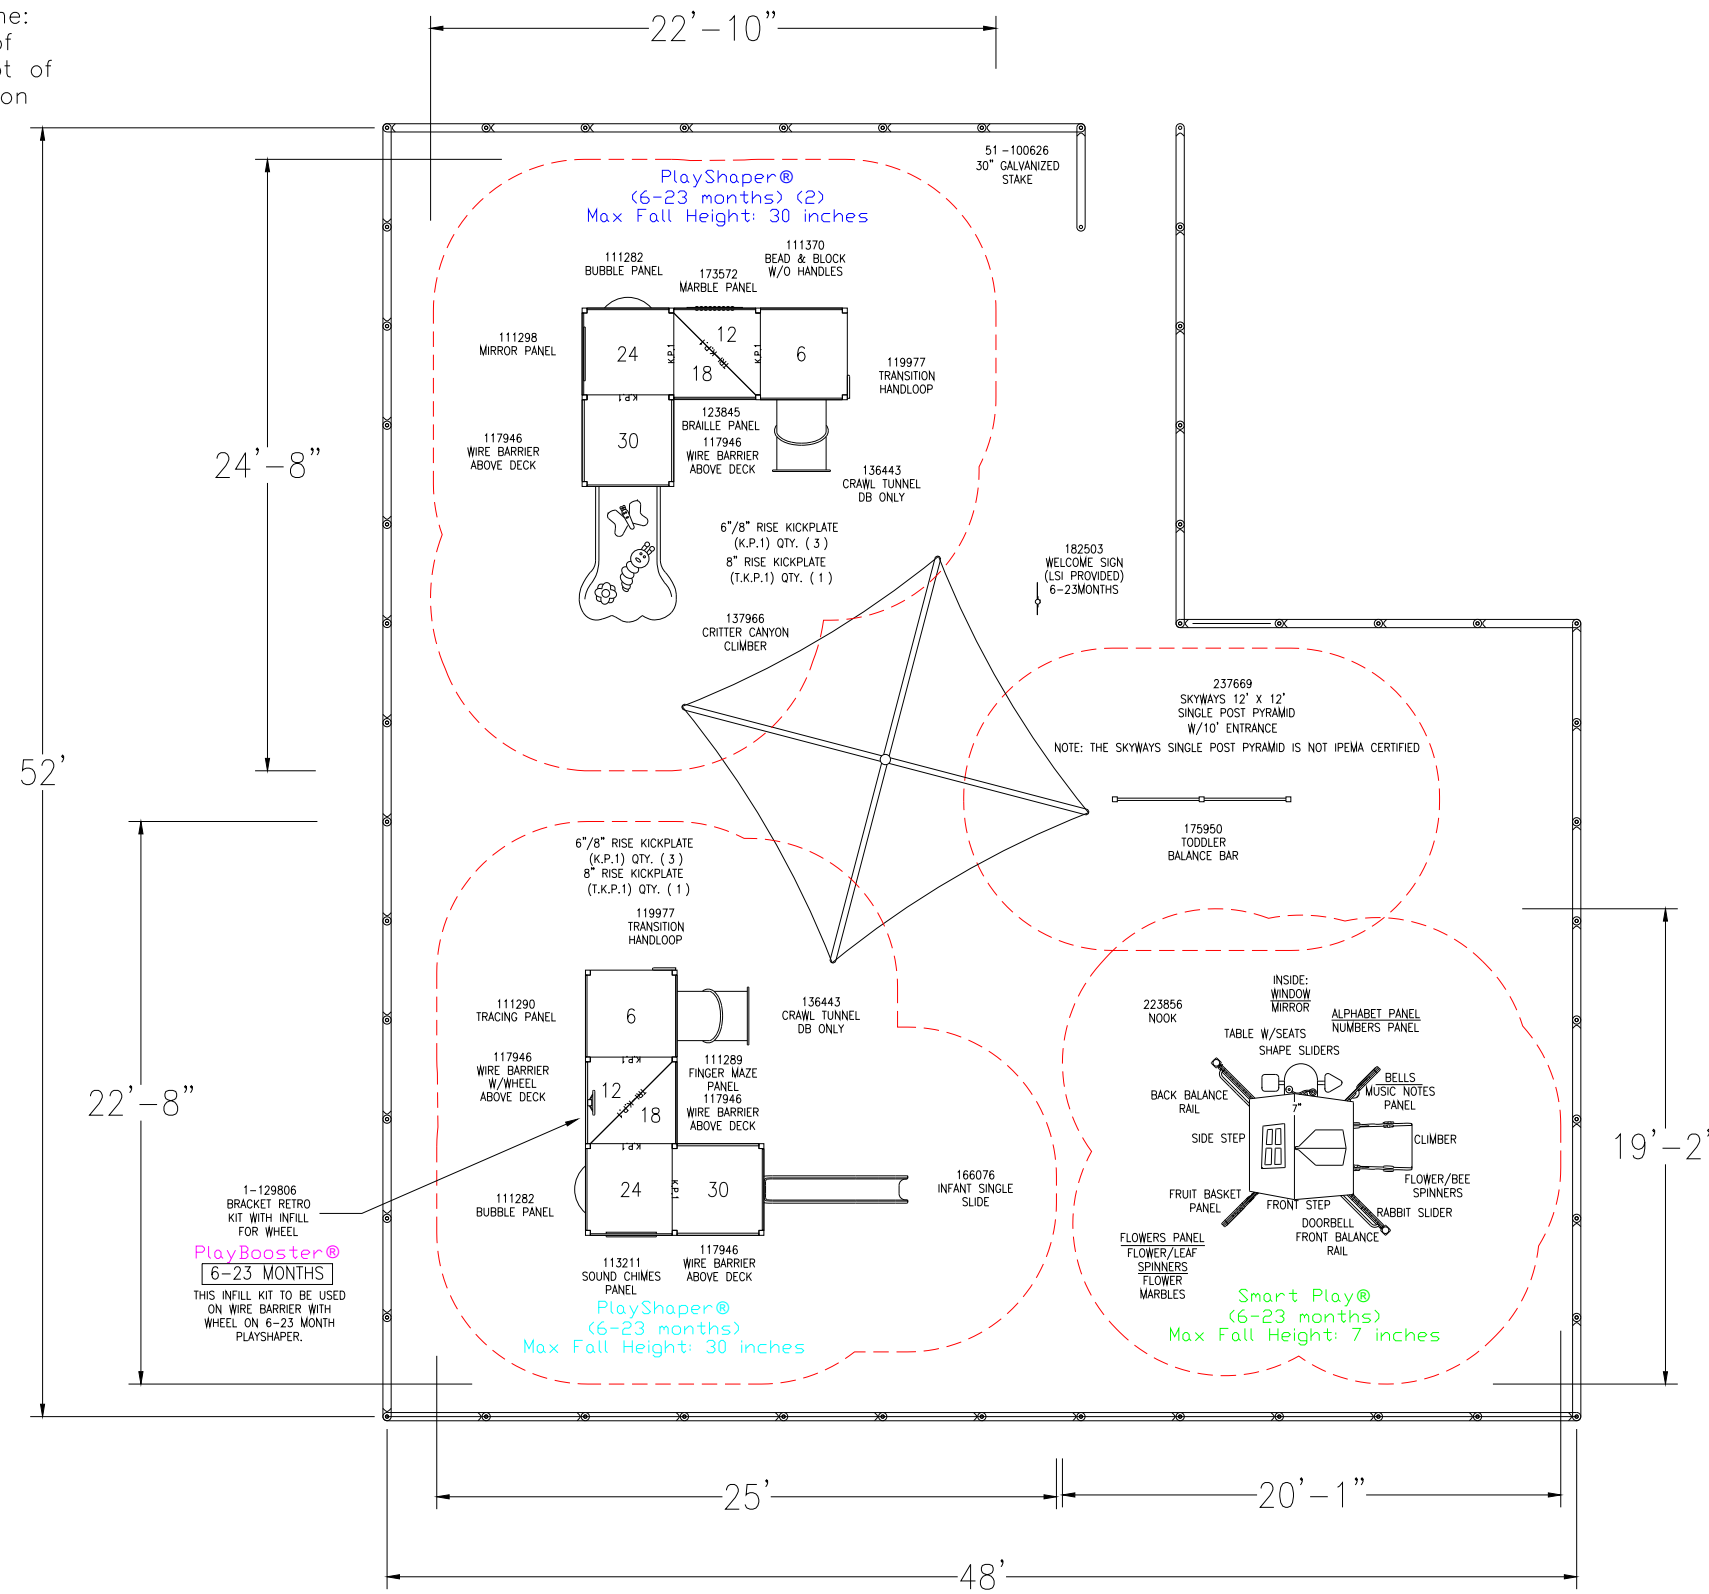 ne:
of
ot of
on
22'-10"
51-100626
30" GALVANIZED
STAKE
PlayShaper®
(6-23 months) (2)
Max Fall Height: 30 inches
111282
BUBBLE PANEL
173572
MARBLE PANEL
111370
BEAD & BLOCK
W/O HANDLES
111298
MIRROR PANEL
24
K.P.1
12
T.K.P.1
18
K.P.1
6
119977
TRANSITION
HANDLOOP
K.P.1
30
123845
BRAILLE PANEL
117946
WIRE BARRIER
ABOVE DECK
117946
WIRE BARRIER
ABOVE DECK
136443
CRAWL TUNNEL
DB ONLY
24'-8"
6"/8" RISE KICKPLATE
(K.P.1) QTY. ( 3 )
8" RISE KICKPLATE
(T.K.P.1) QTY. ( 1 )
182503
WELCOME SIGN
(LSI PROVIDED)
6-23MONTHS
137966
CRITTER CANYON
CLIMBER
237669
SKYWAYS 12' X 12'
SINGLE POST PYRAMID
W/10' ENTRANCE
NOTE: THE SKYWAYS SINGLE POST PYRAMID IS NOT IPEMA CERTIFIED
52'
175950
TODDLER
BALANCE BAR
6"/8" RISE KICKPLATE
(K.P.1) QTY. ( 3 )
8" RISE KICKPLATE
(T.K.P.1) QTY. ( 1 )
119977
TRANSITION
HANDLOOP
111290
TRACING PANEL
6
136443
CRAWL TUNNEL
DB ONLY
117946
WIRE BARRIER
W/WHEEL
ABOVE DECK
K.P.1
12
T.K.P.1
18
K.P.1
111289
FINGER MAZE
PANEL
117946
WIRE BARRIER
ABOVE DECK
22'-8"
24
K.P.1
30
166076
INFANT SINGLE
SLIDE
111282
BUBBLE PANEL
1-129806
BRACKET RETRO
KIT WITH INFILL
FOR WHEEL
PlayBooster®
6-23 MONTHS
THIS INFILL KIT TO BE USED
ON WIRE BARRIER WITH
WHEEL ON 6-23 MONTH
PLAYSHAPER.
113211
SOUND CHIMES
PANEL
117946
WIRE BARRIER
ABOVE DECK
PlayShaper®
(6-23 months)
Max Fall Height: 30 inches
223856
NOOK
INSIDE:
WINDOW
MIRROR
ALPHABET PANEL
NUMBERS PANEL
TABLE W/SEATS
SHAPE SLIDERS
BACK BALANCE
RAIL
7"
BELLS
MUSIC NOTES
PANEL
SIDE STEP
CLIMBER
FLOWER/BEE
SPINNERS
FRUIT BASKET
PANEL
FRONT STEP
RABBIT SLIDER
DOORBELL
FRONT BALANCE
RAIL
FLOWERS PANEL
FLOWER/LEAF
SPINNERS
FLOWER
MARBLES
Smart Play®
(6-23 months)
Max Fall Height: 7 inches
19'-2"
25'
20'-1"
48'